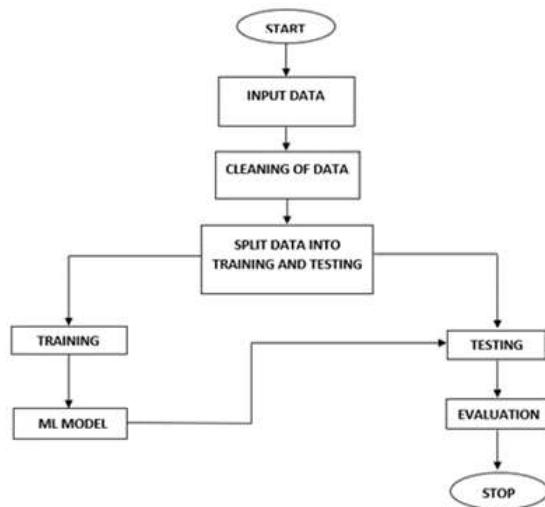 START
INPUT DATA
CLEANING OF DATA
SPLIT DATA INTO
TRAINING AND TESTING
TRAINING
TESTING
ML MODEL
EVALUATION
STOP